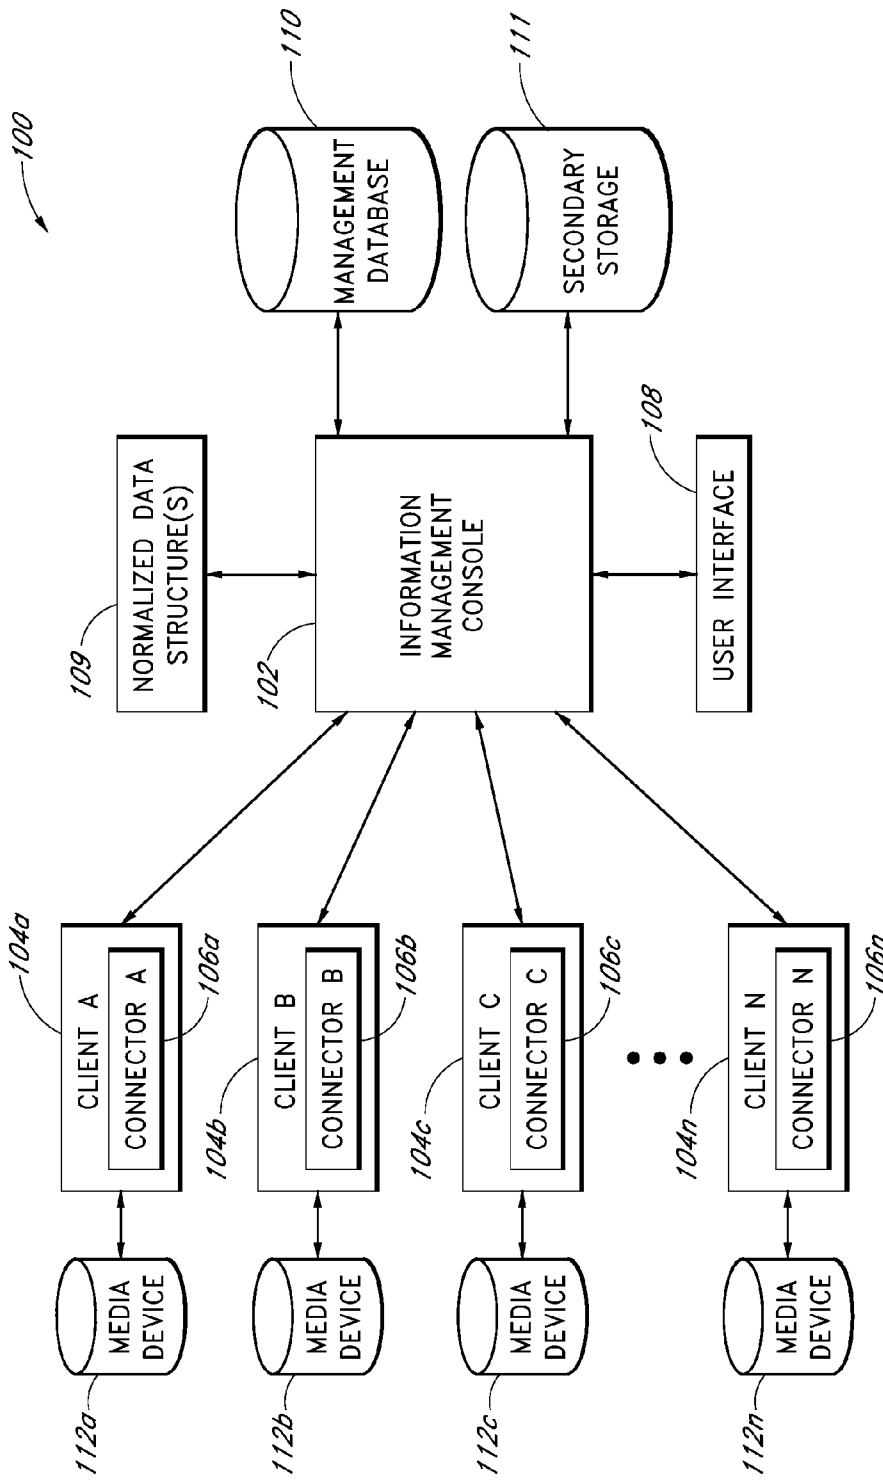 100
109
NORMALIZED DATA
STRUCTURE(S)
102
INFORMATION
MANAGEMENT
CONSOLE
108
USER INTERFACE
110
MANAGEMENT
DATABASE
111
SECONDARY
STORAGE
104a
CLIENT A
CONNECTOR A
106a
112a
MEDIA
DEVICE
104b
CLIENT B
CONNECTOR B
106b
112b
MEDIA
DEVICE
104c
CLIENT C
CONNECTOR C
106c
112c
MEDIA
DEVICE
104n
CLIENT N
CONNECTOR N
106n
112n
MEDIA
DEVICE